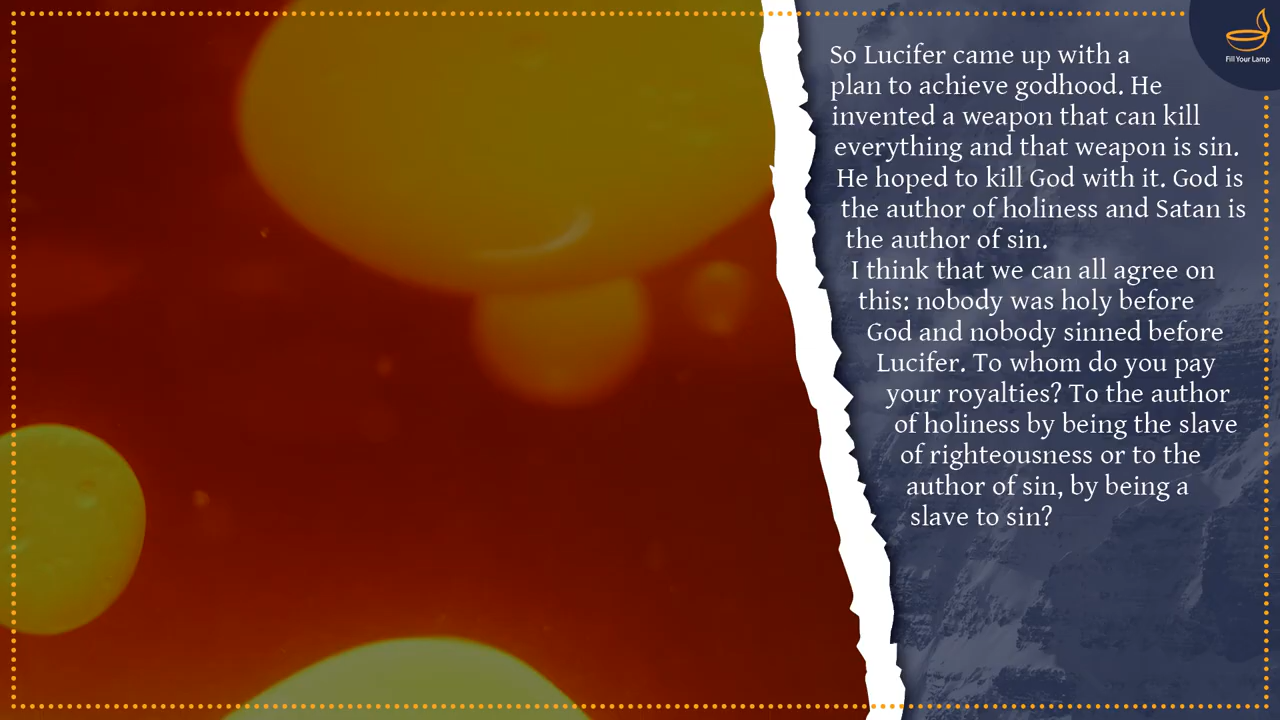 Fill Your Lamp
So Lucifer came up with a
plan to achieve godhood. He
invented a weapon that can kill
everything and that weapon is sin.
He hoped to kill God with it. God is
the author of holiness and Satan is
the author of sin.
I think that we can all agree on
this: nobody was holy before
God and nobody sinned before
Lucifer. To whom do you pay
your royalties? To the author
of holiness by being the slave
of righteousness or to the
author of sin, by being a
slave to sin?